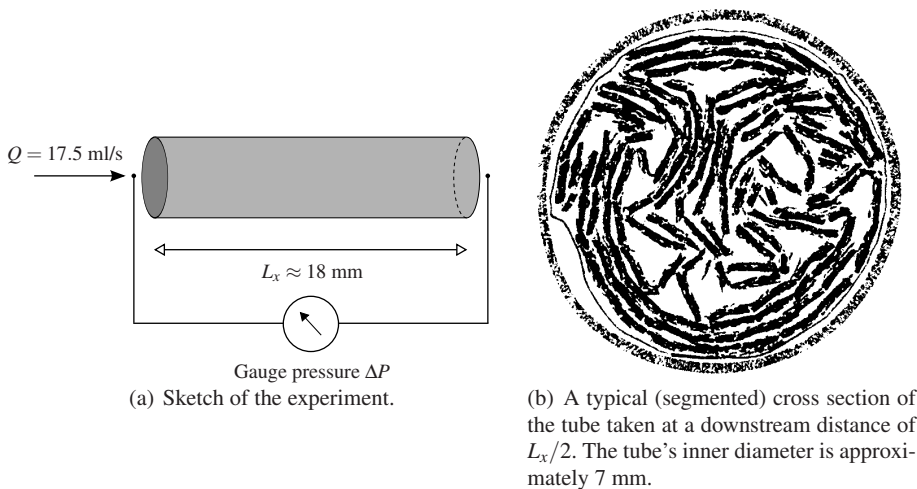 Q = 17.5 ml/s
L_x ≈ 18 mm
Gauge pressure ΔP
(a) Sketch of the experiment.
(b) A typical (segmented) cross section of
the tube taken at a downstream distance of
L_x/2. The tube's inner diameter is approxi-
mately 7 mm.